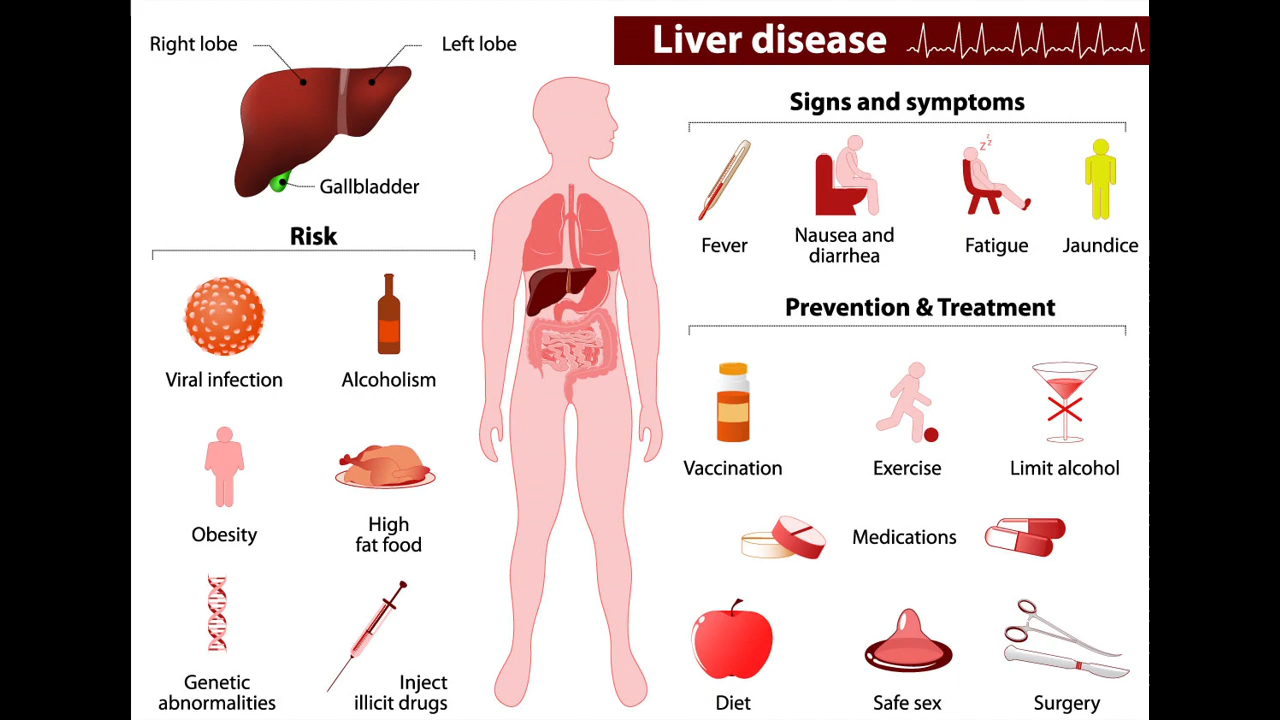 Liver disease
Right lobe
Left lobe
Gallbladder
Risk
Viral infection
Alcoholism
Obesity
High
fat food
Genetic
abnormalities
Inject
illicit drugs
Signs and symptoms
z z z
Fever
Nausea and
diarrhea
Fatigue
Jaundice
Prevention & Treatment
Vaccination
Exercise
Limit alcohol
Medications
Diet
Safe sex
Surgery